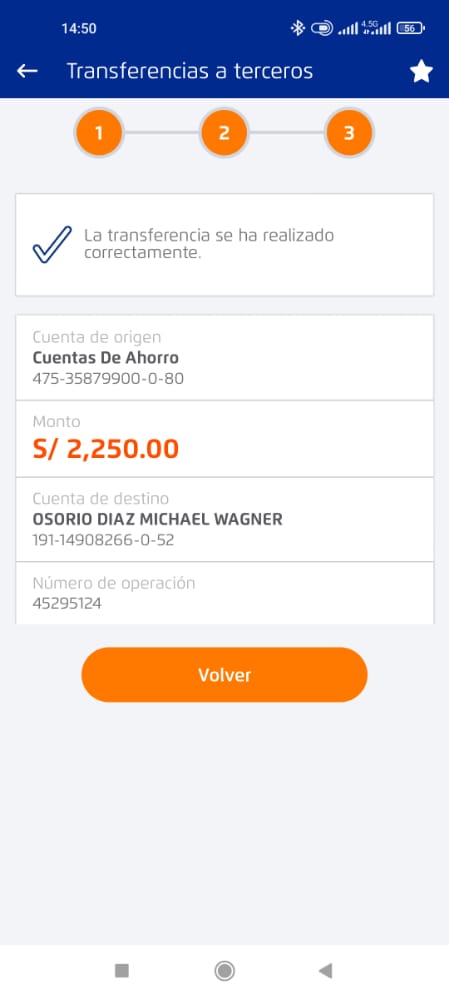 14:50
4.5G
56
Transferencias a terceros
1
2
3
La transferencia se ha realizado
correctamente.
Cuenta de origen
Cuentas De Ahorro
475-35879900-0-80
Monto
S/ 2,250.00
Cuenta de destino
OSORIO DIAZ MICHAEL WAGNER
191-14908266-0-52
Número de operación
45295124
Volver